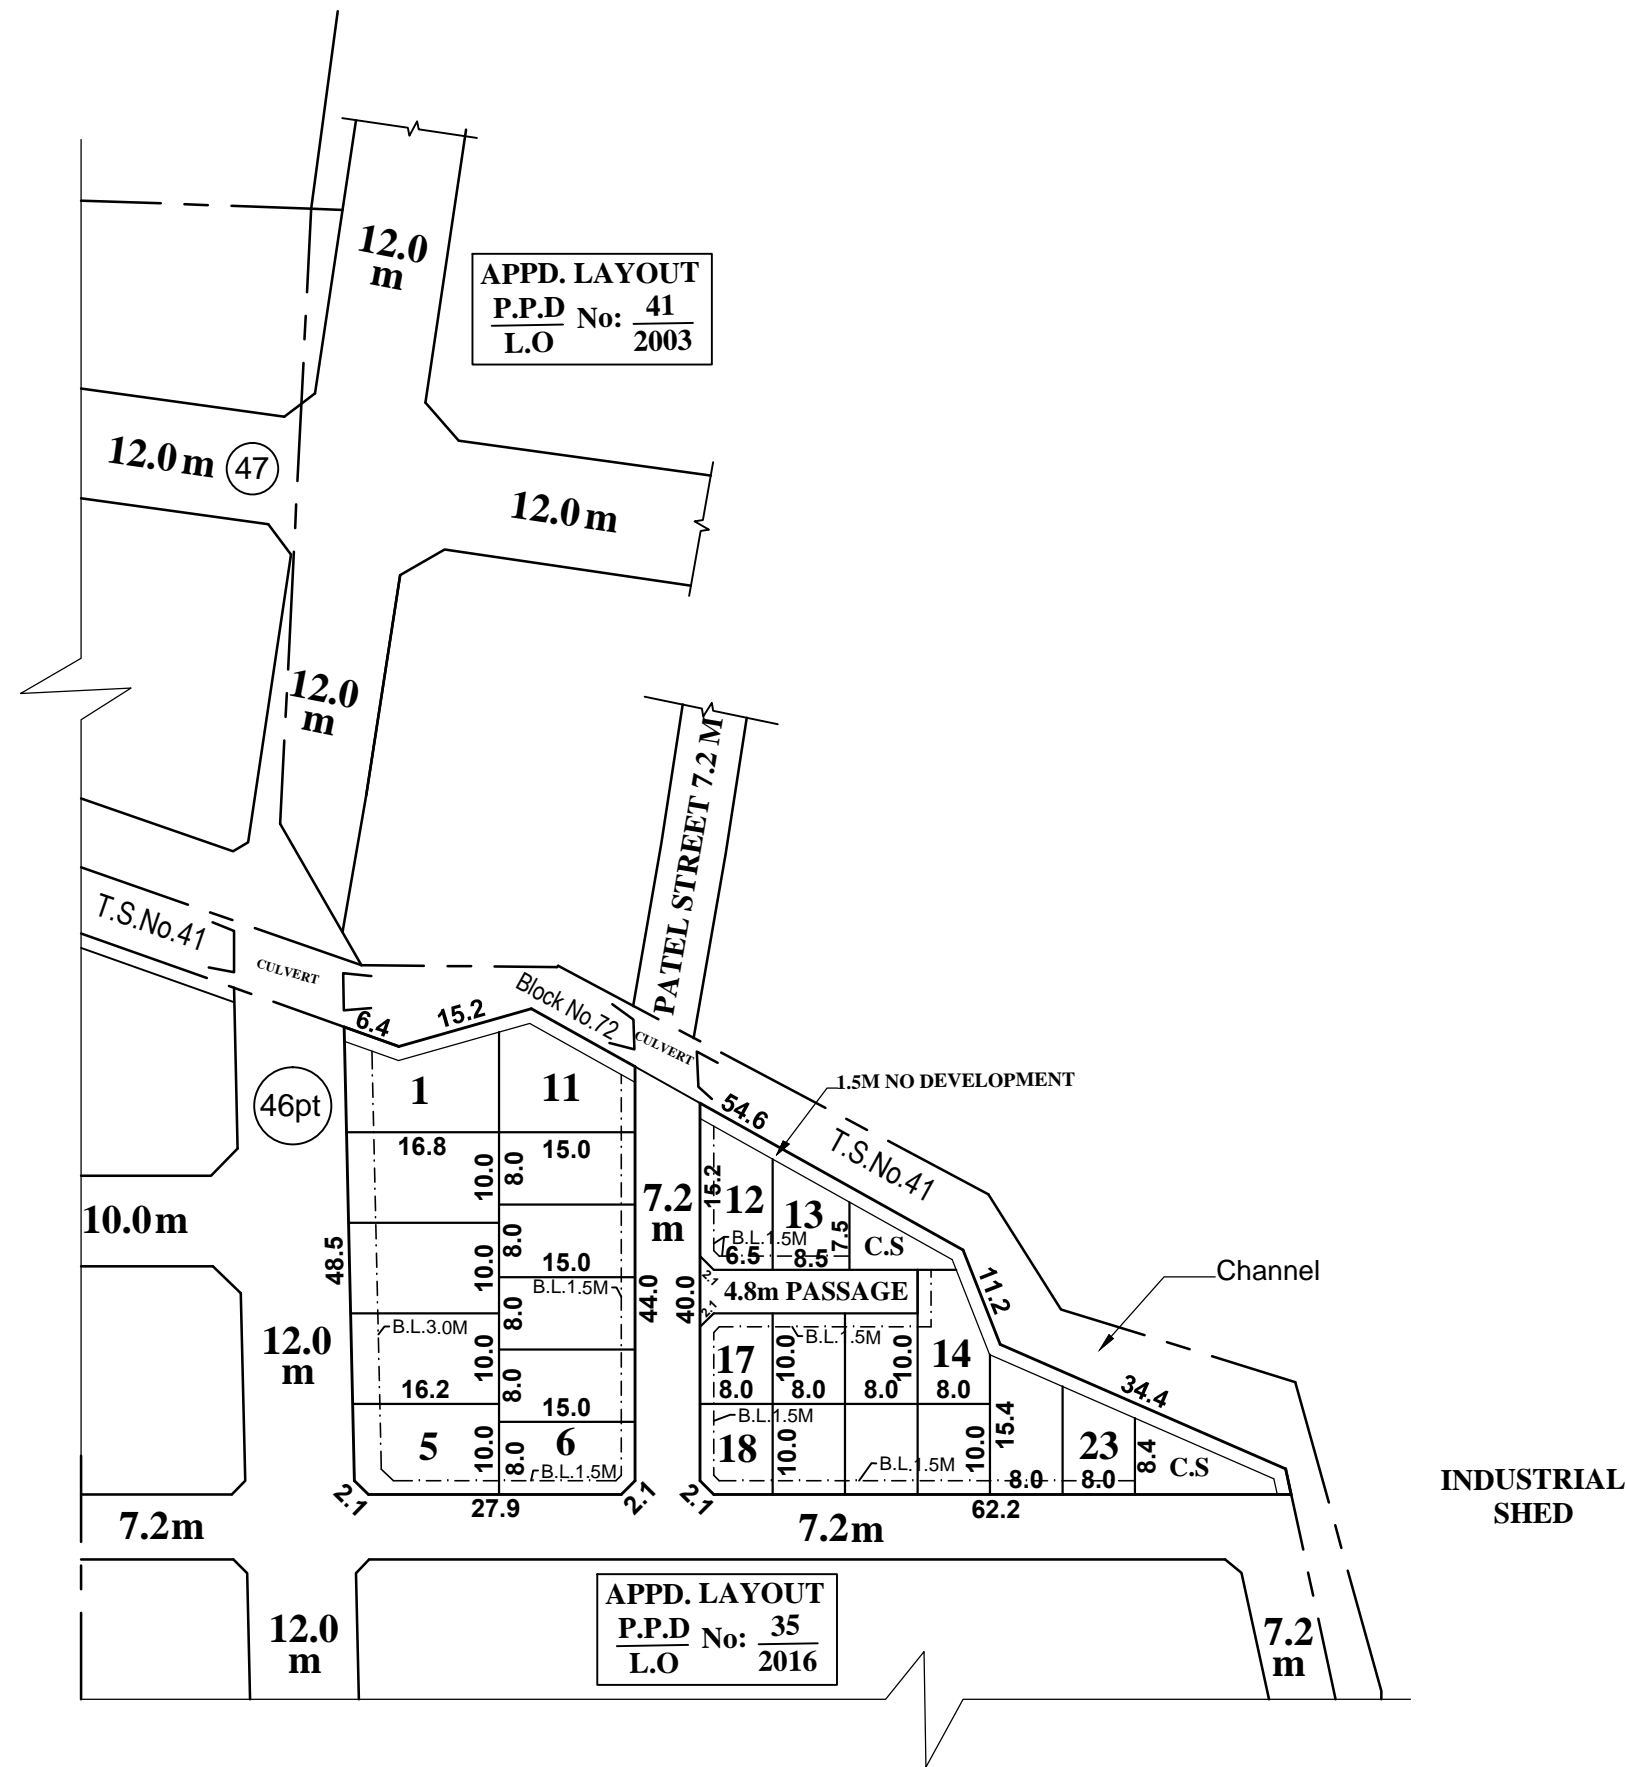 12.0
m
APPD. LAYOUT
P.P.D
L.O
No:
41
2003
12.0 m
47
12.0 m
12.0
m
PATEL STREET 7.2 M
T.S.No.41
CULVERT
Block No.72
CULVERT
6.4
15.2
1.5M NO DEVELOPMENT
54.6
T.S.No.41
46pt
1
11
16.8
15.0
10.0
8.0
7.2
m
15.2
12
13
7.5
C.S
B.L.1.5M
6.5
8.5
10.0m
48.5
10.0
8.0
15.0
B.L.1.5M
44.0
40.0
2.1
2.1
4.8m PASSAGE
11.2
Channel
B.L.3.0M
8.0
12.0
m
10.0
8.0
16.2
15.0
17
10.0
B.L.1.5M
10.0
14
8.0
8.0
8.0
8.0
34.4
B.L.1.5M
5
10.0
8.0
6
B.L.1.5M
18
10.0
B.L.1.5M
10.0
15.4
8.0
23
8.0
8.4
C.S
INDUSTRIAL
SHED
2.1
27.9
2.1
2.1
62.2
7.2m
7.2m
APPD. LAYOUT
P.P.D
L.O
No:
35
2016
12.0
m
7.2
m